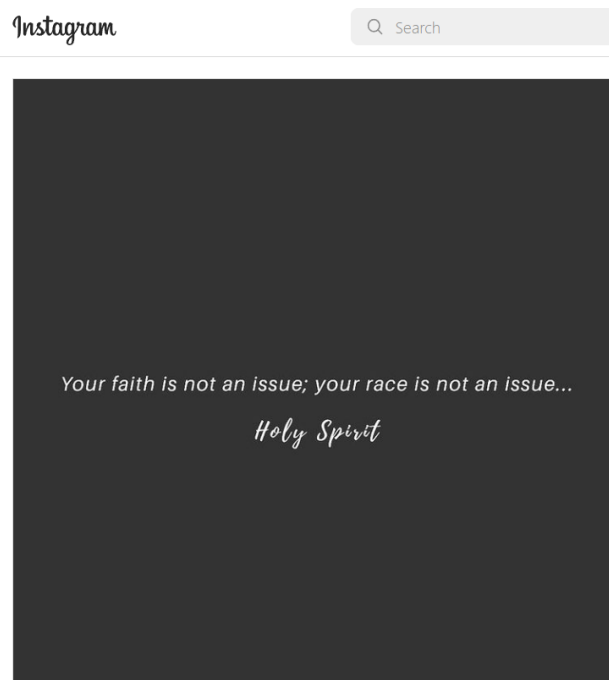 Instagram
Search
Your faith is not an issue; your race is not an issue...
Holy Spirit